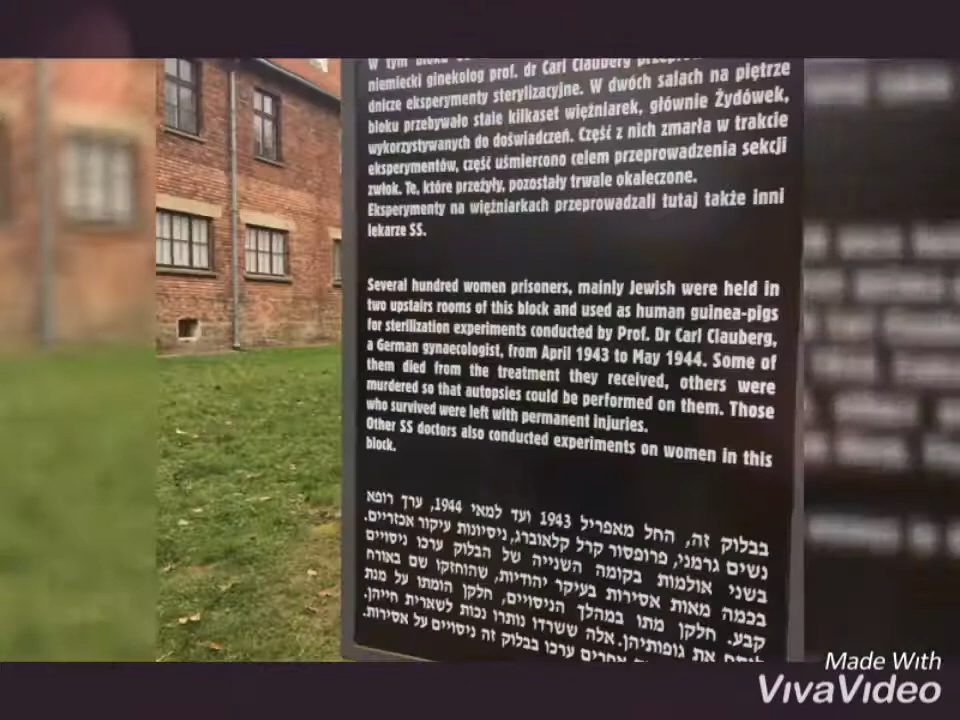 W tym bloku
niemiecki ginekolog prof. dr Carl Clauberg
dnicze eksperymenty sterylizacyjne. W dwóch salach na piętrze
bloku przebywało stale kilkaset więźniarek, głównie Żydówek,
wykorzystywanych do doświadczeń. Część z nich zmarła w trakcie
eksperymentów, część uśmiercono celem przeprowadzenia sekcji
zwłok. Te, które przeżyły, pozostały trwale okaleczone.
Eksperymenty na więźniarkach przeprowadzali tutaj także inni
lekarze SS.
Several hundred women prisoners, mainly Jewish were held in
two upstairs rooms of this block and used as human guinea-pigs
for sterilization experiments conducted by Prof. Dr Carl Clauberg,
a German gynaecologist, from April 1943 to May 1944. Some of
them died from the treatment they received, others were
murdered so that autopsies could be performed on them. Those
who survived were left with permanent injuries.
Other SS doctors also conducted experiments on women in this
block.
בבלוק זה, החל מאפריל 1943 ועד למאי 1944, ערך רופא
נשים גרמני, פרופסור קרל קלאוברג, ניסיונות עיקור אכזריים.
בשני אולמות בקומה השנייה של הבלוק ערכו ניסויים
בכמה מאות אסירות בעיקר יהודיות, שהוחזקו שם באורח
קבע. חלקן מתו במהלך הניסויים, חלקן הומתו על מנת
לנתח את גופותיהן. אלה ששרדו נותרו נכות לשארית חייהן.
אחרים ערכו בבלוק זה ניסויים על אסירות.
Made With
VivaVideo